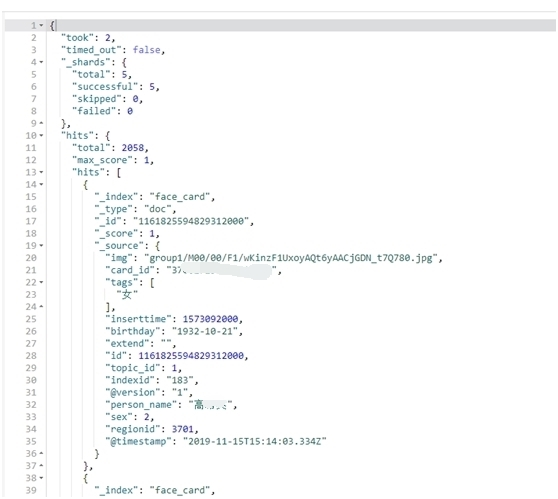 1 {
2 "took": 2,
3 "timed_out": false,
4 "_shards": {
5 "total": 5,
6 "successful": 5,
7 "skipped": 0,
8 "failed": 0
9 },
10 "hits": {
11 "total": 2058,
12 "max_score": 1,
13 "hits": [
14 {
15 "_index": "face_card",
16 "_type": "doc",
17 "_id": "1161825594829312000",
18 "_score": 1,
19 "_source": {
20 "img": "group1/M00/00/F1/wKinzF1UxoyAQt6yAACjGDN_t7Q780.jpg",
21 "card_id": "37 ",
22 "tags": [
23 "女"
24 ],
25 "inserttime": 1573092000,
26 "birthday": "1932-10-21",
27 "extend": "",
28 "id": 1161825594829312000,
29 "topic_id": 1,
30 "indexid": "183",
31 "@version": "1",
32 "person_name": "高 ",
33 "sex": 2,
34 "regionid": 3701,
35 "@timestamp": "2019-11-15T15:14:03.334Z"
36 }
37 },
38 {
39 "_index": "face_card",